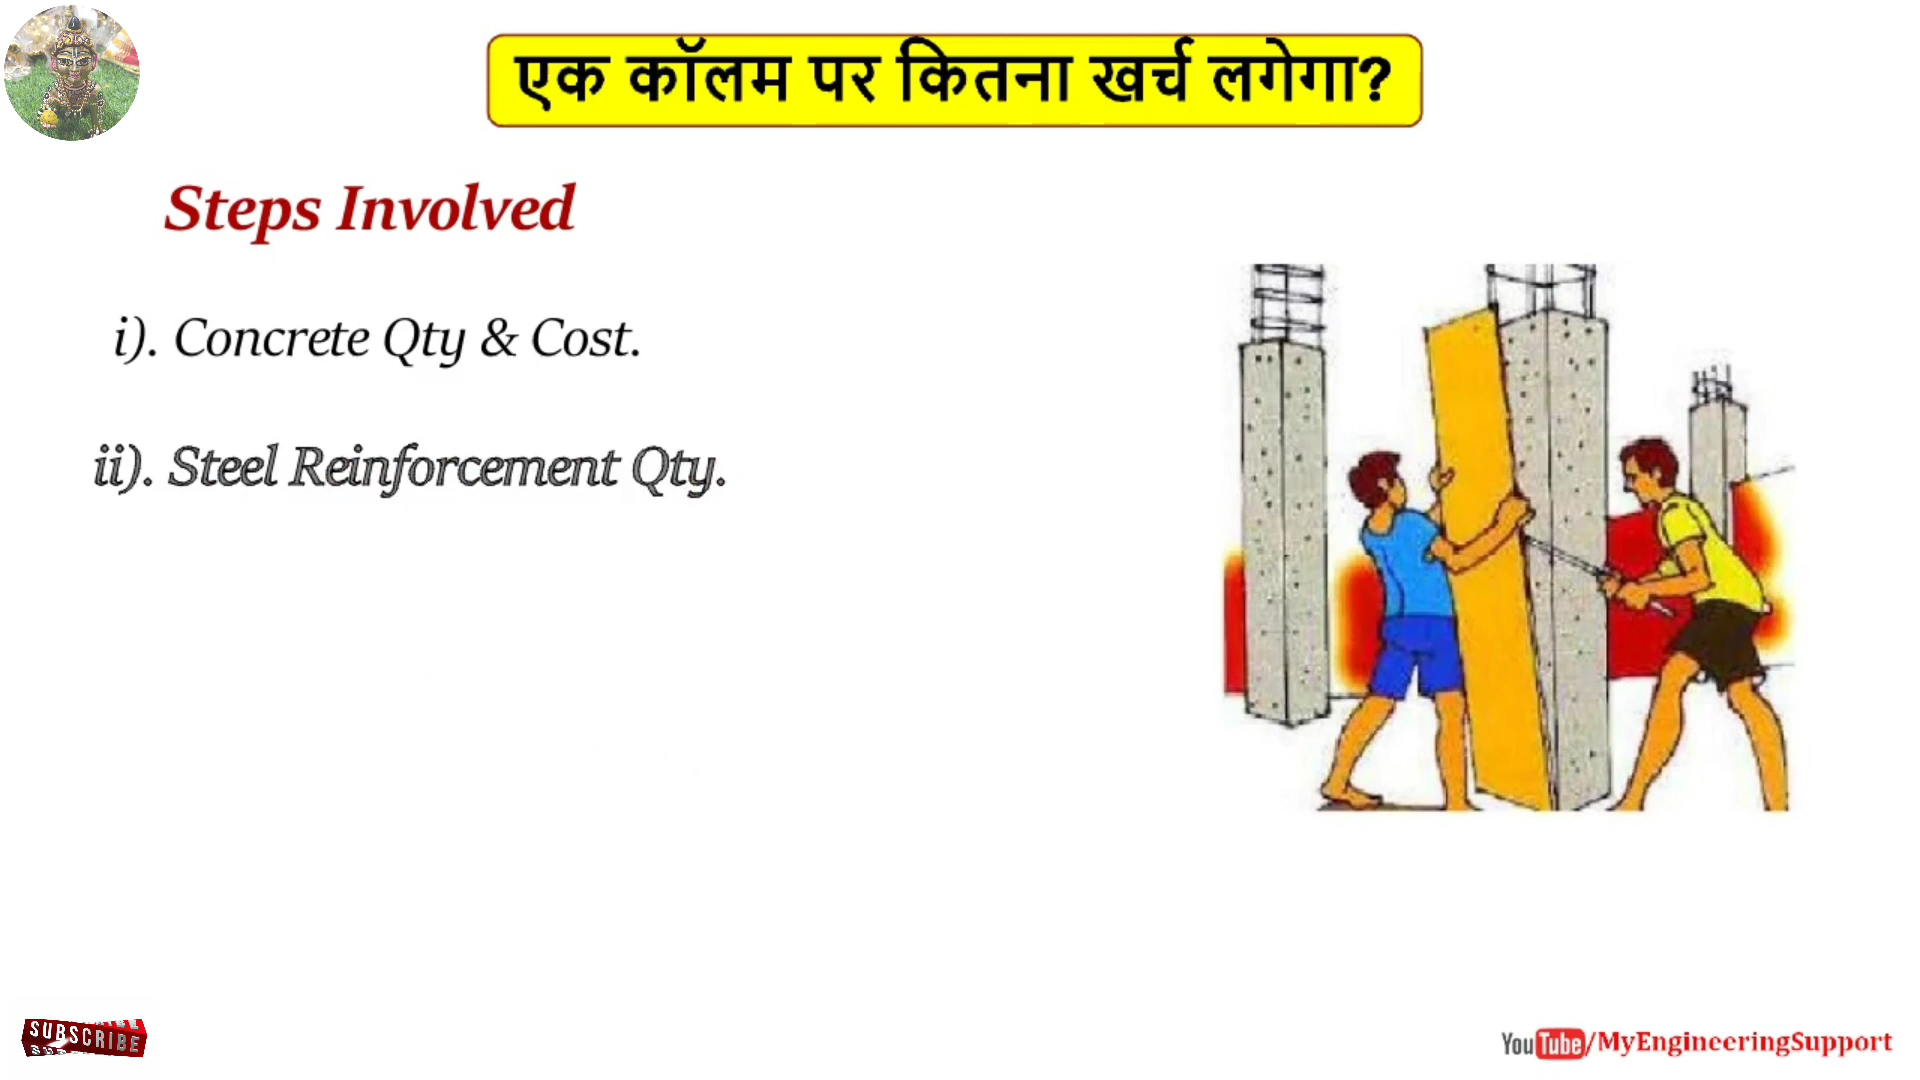 एक कॉलम पर कितना खर्च लगेगा?
Steps Involved
i). Concrete Qty & Cost.
ii). Steel Reinforcement Qty.
SUBSCRIBE
YouTube/MyEngineeringSupport